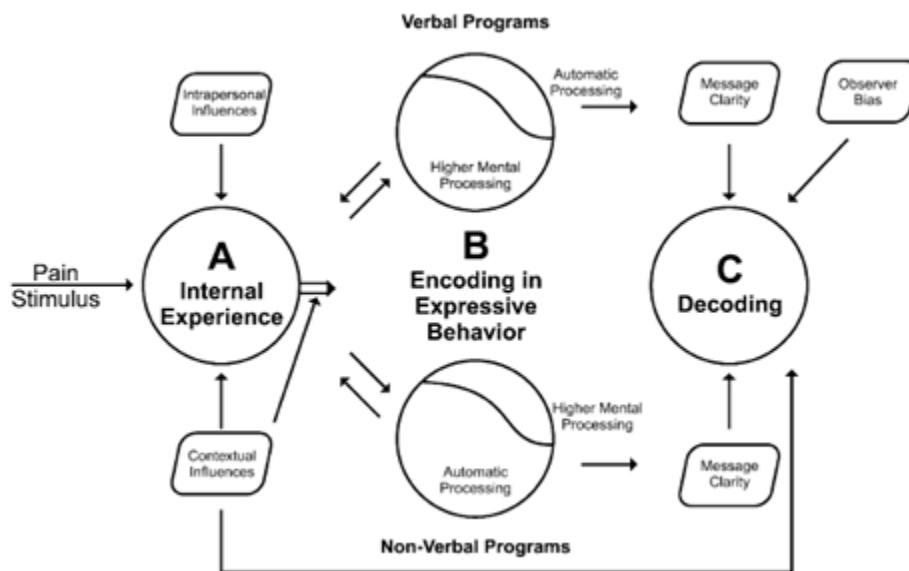 Verbal Programs
Intrapersonal
Influences
Automatic
Processing
Message
Clarity
Observer
Bias
Higher Mental
Processing
Pain
Stimulus
A
Internal
Experience
B
Encoding in
Expressive
Behavior
C
Decoding
Contextual
Influences
Higher Mental
Processing
Automatic
Processing
Message
Clarity
Non-Verbal Programs